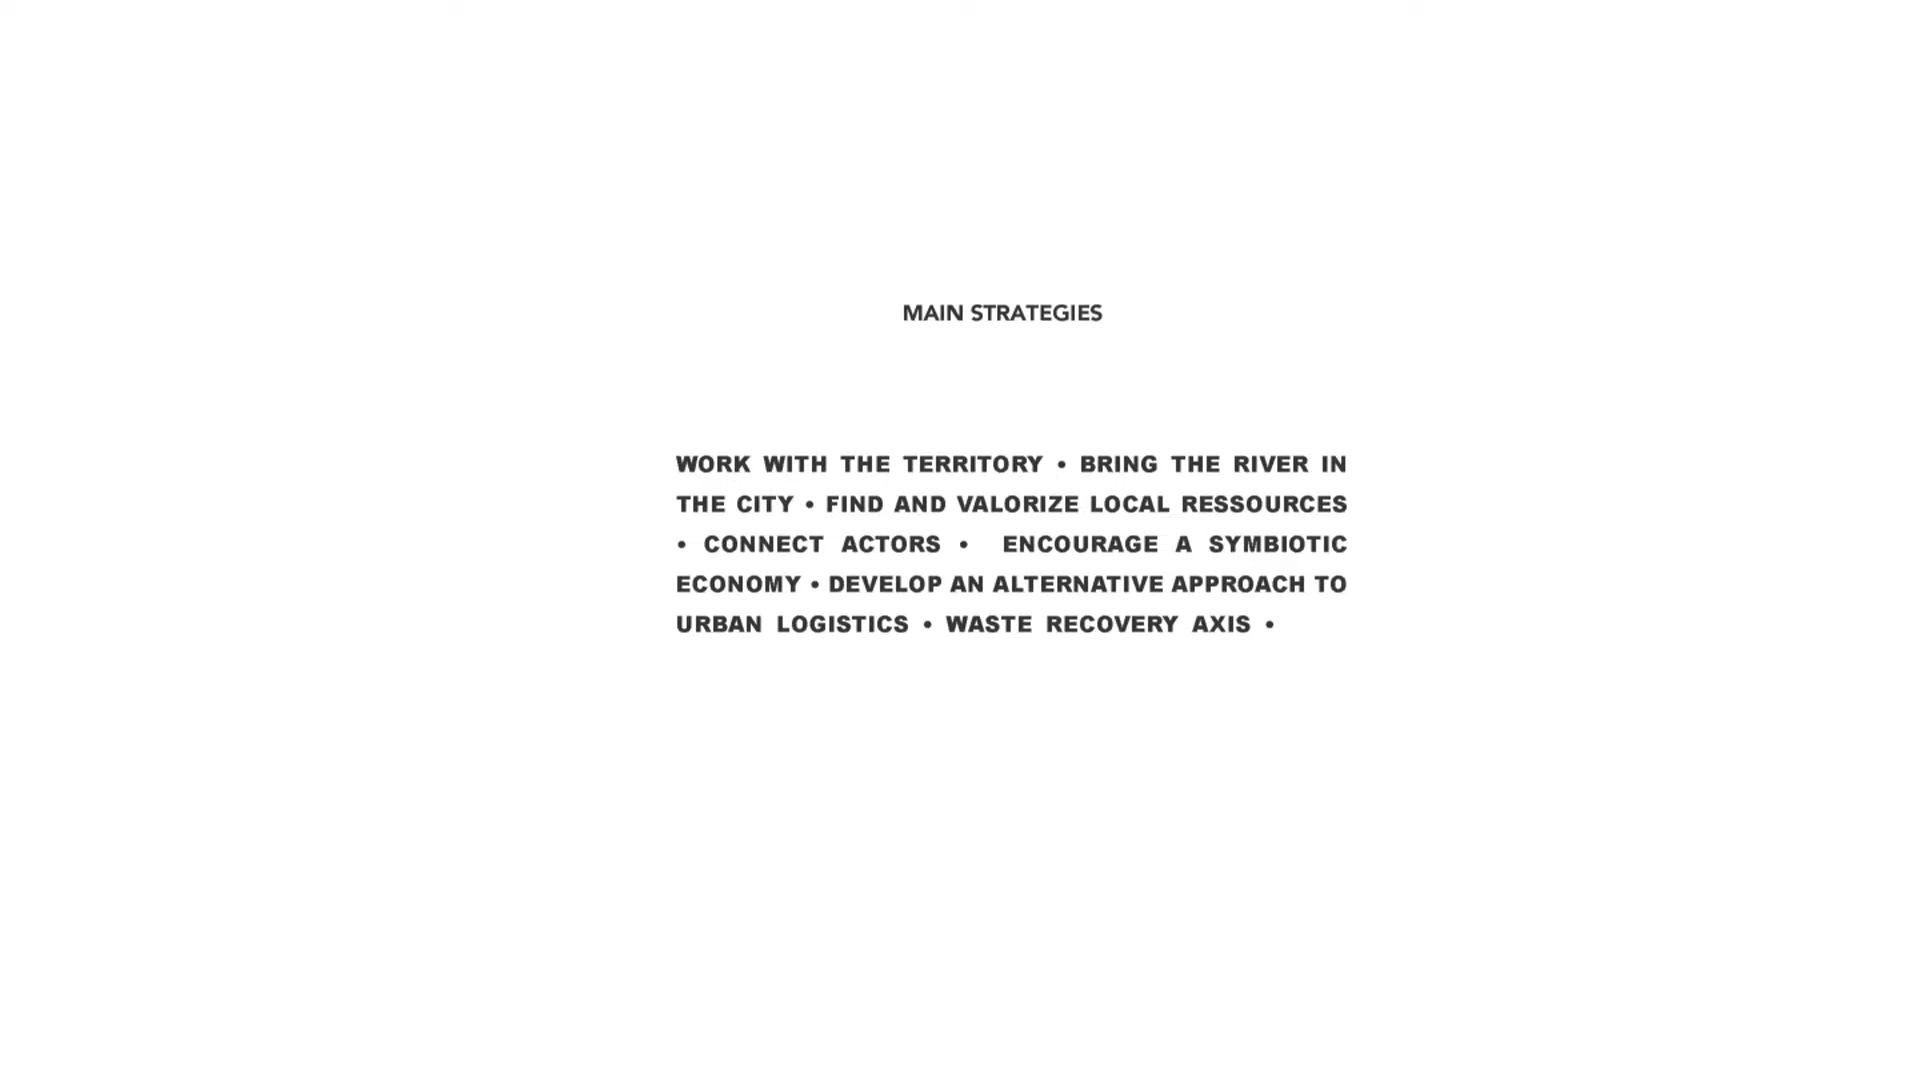 MAIN STRATEGIES
WORK WITH THE TERRITORY • BRING THE RIVER IN
THE CITY • FIND AND VALORIZE LOCAL RESSOURCES
• CONNECT ACTORS • ENCOURAGE A SYMBIOTIC
ECONOMY • DEVELOP AN ALTERNATIVE APPROACH TO
URBAN LOGISTICS • WASTE RECOVERY AXIS •